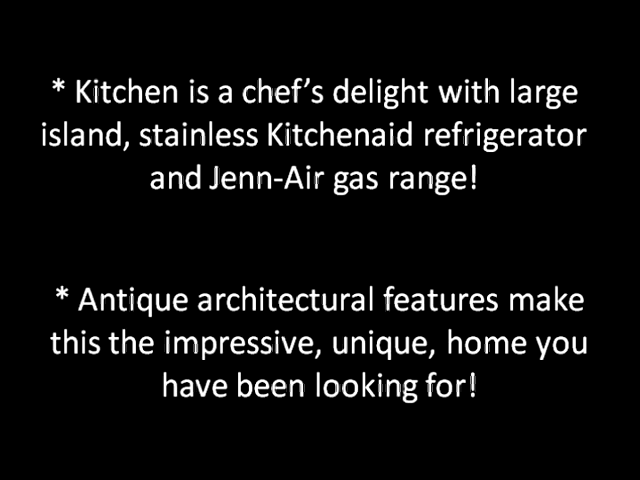 * Kitchen is a chef’s delight with large
island, stainless Kitchenaid refrigerator
and Jenn-Air gas range!
* Antique architectural features make
this the impressive, unique, home you
have been looking for!